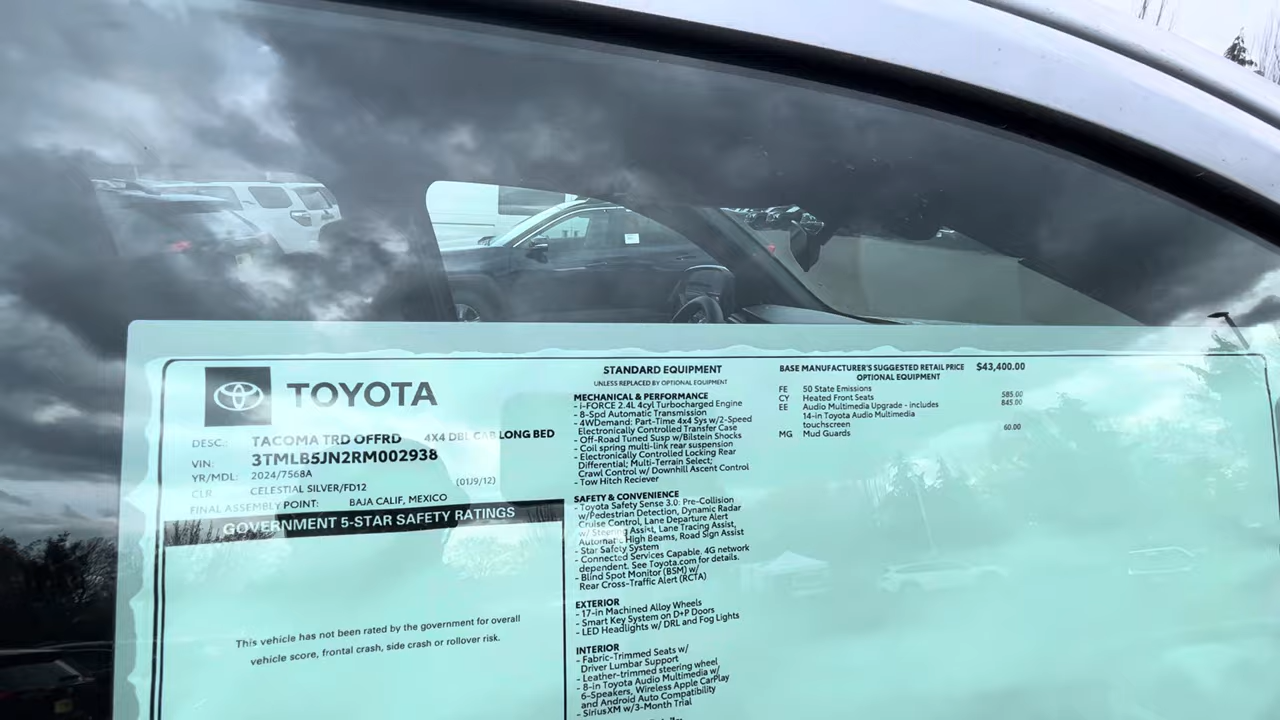 TOYOTA
DESC.: TACOMA TRD OFFRD 4X4 DBL CAB LONG BED
VIN: 3TMLB5JN2RM002938
YR/MDL: 2024/7568A
CLR CELESTIAL SILVER/FD12 (01J9/12)
FINAL ASSEMBLY POINT: BAJA CALIF, MEXICO
GOVERNMENT 5-STAR SAFETY RATINGS
This vehicle has not been rated by the government for overall
vehicle score, frontal crash, side crash or rollover risk.
STANDARD EQUIPMENT
UNLESS REPLACED BY OPTIONAL EQUIPMENT
MECHANICAL & PERFORMANCE
- i-FORCE 2.4L 4cyl Turbocharged Engine
- 8-Spd Automatic Transmission
- 4WDemand: Part-Time 4x4 Sys w/2-Speed
Electronically Controlled Transfer Case
- Off-Road Tuned Susp w/Bilstein Shocks
- Coil spring multi-link rear suspension
- Electronically Controlled Locking Rear
Differential; Multi-Terrain Select;
Crawl Control w/ Downhill Ascent Control
- Tow Hitch Reciever
SAFETY & CONVENIENCE
- Toyota Safety Sense 3.0: Pre-Collision
w/Pedestrian Detection, Dynamic Radar
Cruise Control, Lane Departure Alert
w/ Steering Assist, Lane Tracing Assist,
Automatic High Beams, Road Sign Assist
- Star Safety System
- Connected Services Capable, 4G network
dependent. See Toyota.com for details.
- Blind Spot Monitor (BSM) w/
Rear Cross-Traffic Alert (RCTA)
EXTERIOR
- 17-in Machined Alloy Wheels
- Smart Key System on D+P Doors
- LED Headlights w/ DRL and Fog Lights
INTERIOR
- Fabric-Trimmed Seats w/
Driver Lumbar Support
- Leather-trimmed steering wheel
- 8-in Toyota Audio Multimedia w/
6-Speakers, Wireless Apple CarPlay
and Android Auto Compatibility
- SiriusXM w/3-Month Trial
BASE MANUFACTURER'S SUGGESTED RETAIL PRICE $43,400.00
OPTIONAL EQUIPMENT
FE 50 State Emissions
CY Heated Front Seats 585.00
EE Audio Multimedia Upgrade - includes 845.00
14-in Toyota Audio Multimedia
touchscreen
MG Mud Guards 60.00